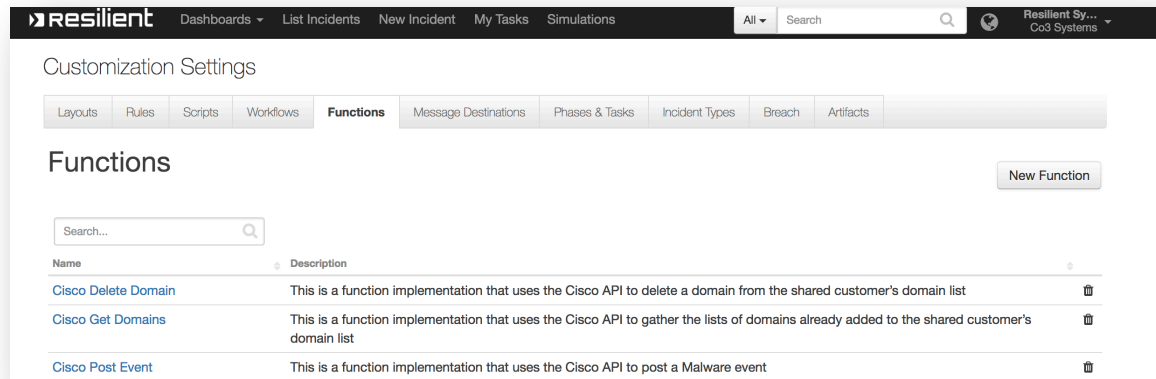 Resilient Dashboards List Incidents New Incident My Tasks Simulations All Search Resilient Sy...
Co3 Systems
Customization Settings
Layouts Rules Scripts Workflows Functions Message Destinations Phases & Tasks Incident Types Breach Artifacts
Functions
New Function
Search...
Name Description
Cisco Delete Domain This is a function implementation that uses the Cisco API to delete a domain from the shared customer's domain list
Cisco Get Domains This is a function implementation that uses the Cisco API to gather the lists of domains already added to the shared customer's
domain list
Cisco Post Event This is a function implementation that uses the Cisco API to post a Malware event